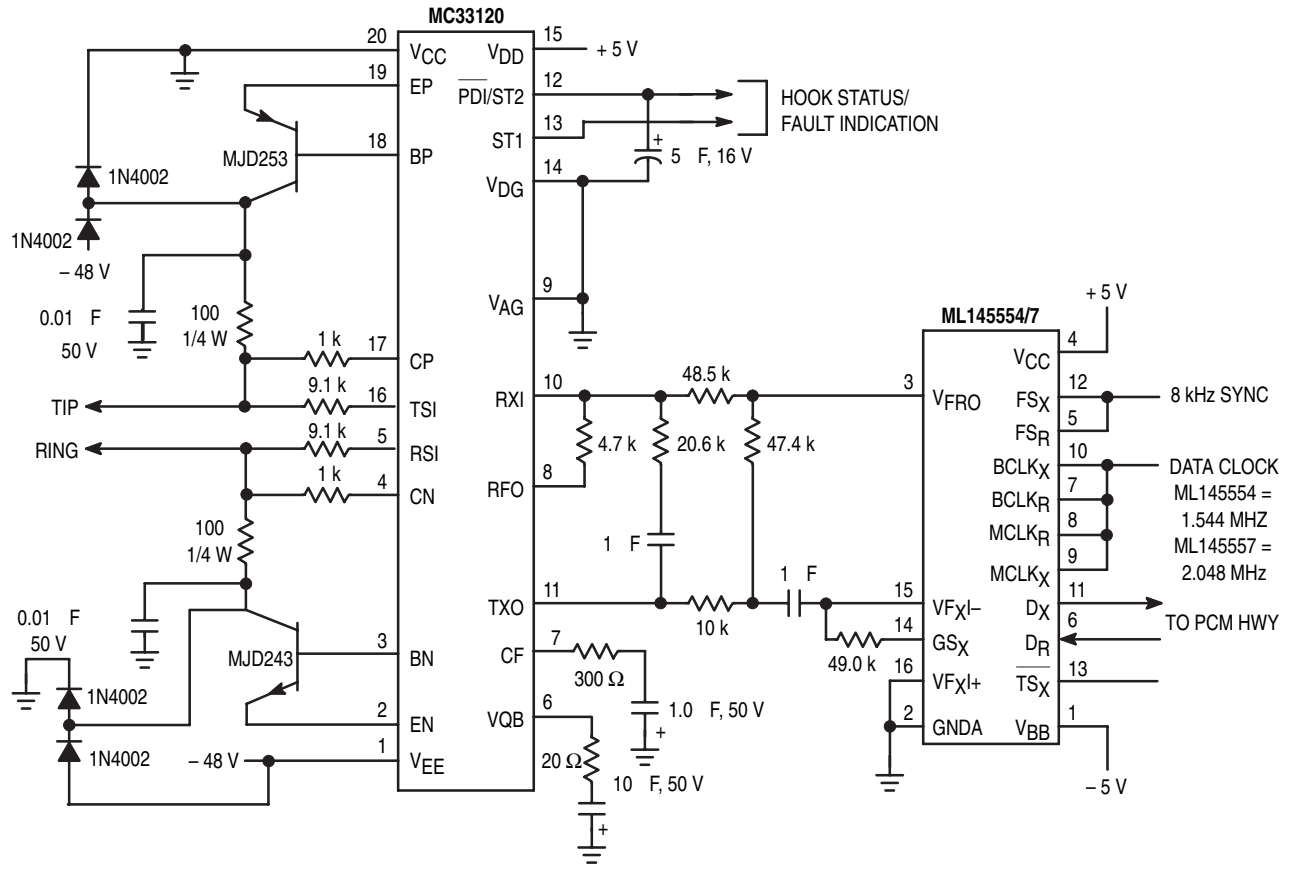 MC33120
20
VCC
VDD
15
+ 5 V
19
EP
PDI/ST2
12
HOOK STATUS/
FAULT INDICATION
ST1
13
MJD253
18
BP
+
5 F, 16 V
VDG
14
1N4002
1N4002
– 48 V
VAG
9
0.01 F
50 V
100
1/4 W
1 k
17
CP
TIP
9.1 k
16
TSI
RING
9.1 k
5
RSI
1 k
4
CN
100
1/4 W
RXI
10
48.5 k
4.7 k
20.6 k
47.4 k
RFO
8
1 F
1 F
TXO
11
10 k
49.0 k
0.01 F
50 V
1N4002
1N4002
MJD243
3
BN
2
EN
– 48 V
1
VEE
CF
7
300 Ω
1.0 F, 50 V
+
VQB
6
20 Ω
10 F, 50 V
+
ML145554/7
+ 5 V
VCC
4
3
VFRO
FSX
12
8 kHz SYNC
FSR
5
BCLKX
10
DATA CLOCK
ML145554 =
1.544 MHZ
ML145557 =
2.048 MHz
BCLKR
7
MCLKR
8
MCLKX
9
15
VFXI–
DX
11
TO PCM HWY
14
GSX
DR
6
16
VFXI+
TSX
13
2
GNDA
VBB
1
– 5 V